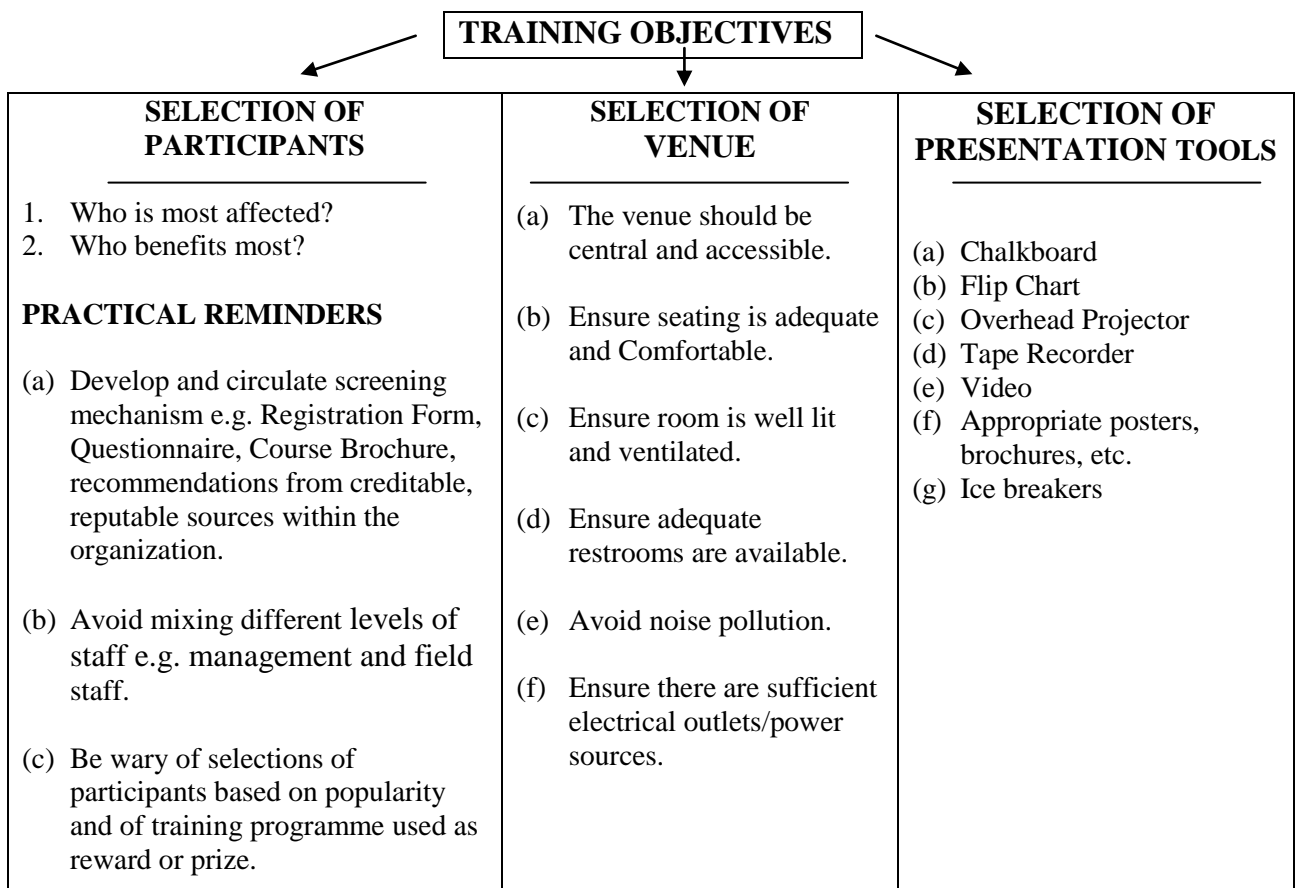 TRAINING OBJECTIVES
SELECTION OF
PARTICIPANTS
1. Who is most affected?
2. Who benefits most?
PRACTICAL REMINDERS
(a) Develop and circulate screening
mechanism e.g. Registration Form,
Questionnaire, Course Brochure,
recommendations from creditable,
reputable sources within the
organization.
(b) Avoid mixing different levels of
staff e.g. management and field
staff.
(c) Be wary of selections of
participants based on popularity
and of training programme used as
reward or prize.
SELECTION OF
VENUE
(a) The venue should be
central and accessible.
(b) Ensure seating is adequate
and Comfortable.
(c) Ensure room is well lit
and ventilated.
(d) Ensure adequate
restrooms are available.
(e) Avoid noise pollution.
(f) Ensure there are sufficient
electrical outlets/power
sources.
SELECTION OF
PRESENTATION TOOLS
(a) Chalkboard
(b) Flip Chart
(c) Overhead Projector
(d) Tape Recorder
(e) Video
(f) Appropriate posters,
brochures, etc.
(g) Ice breakers